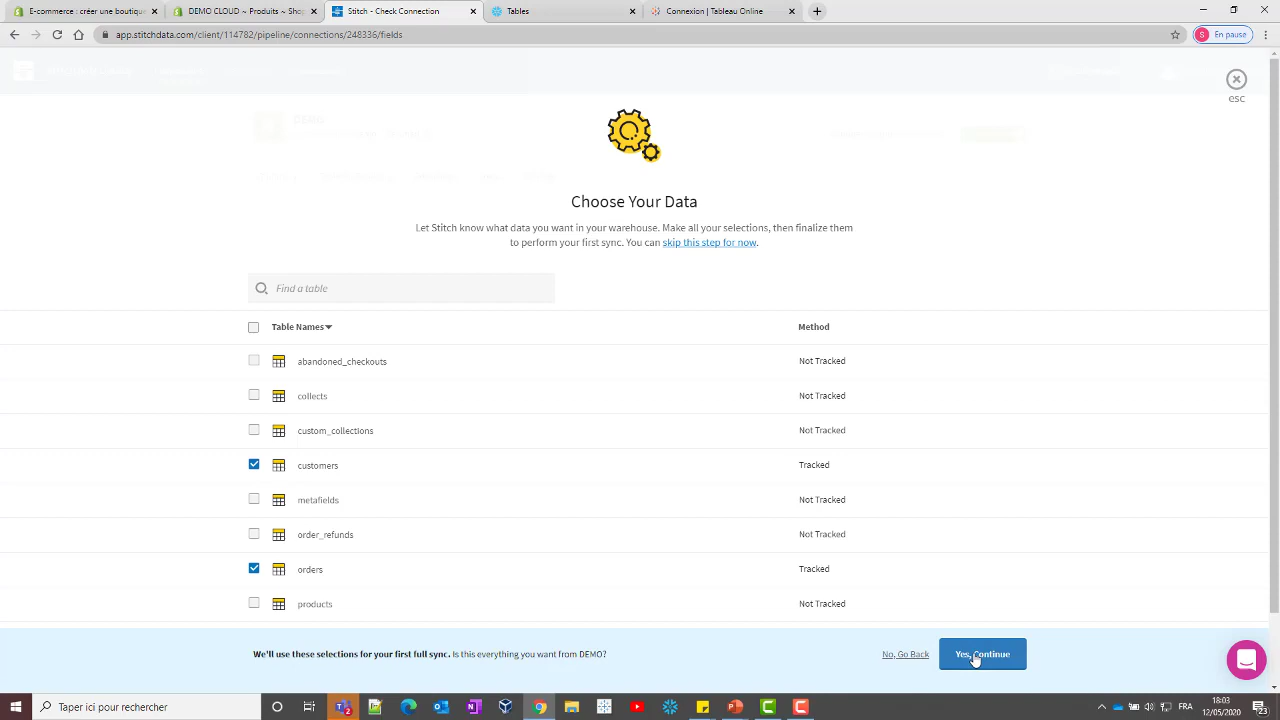 Ecommerce : créer une boutique
DEMO CLOUD ~ Produits ~ Sho
Stitch - Check Connection
Tables
Connexion | Tableau Online
app.stitchdata.com/client/114782/pipeline/connections/248336/fields
S
En pause
esc
Choose Your Data
Let Stitch know what data you want in your warehouse. Make all your selections, then finalize them
to perform your first sync. You can skip this step for now.
Find a table
Table Names
Method
abandoned_checkouts
Not Tracked
collects
Not Tracked
custom_collections
Not Tracked
customers
Tracked
metafields
Not Tracked
order_refunds
Not Tracked
orders
Tracked
products
Not Tracked
We'll use these selections for your first full sync. Is this everything you want from DEMO?
No, Go Back
Yes, Continue
Taper ici pour rechercher
2
FRA
18:03
12/05/2020